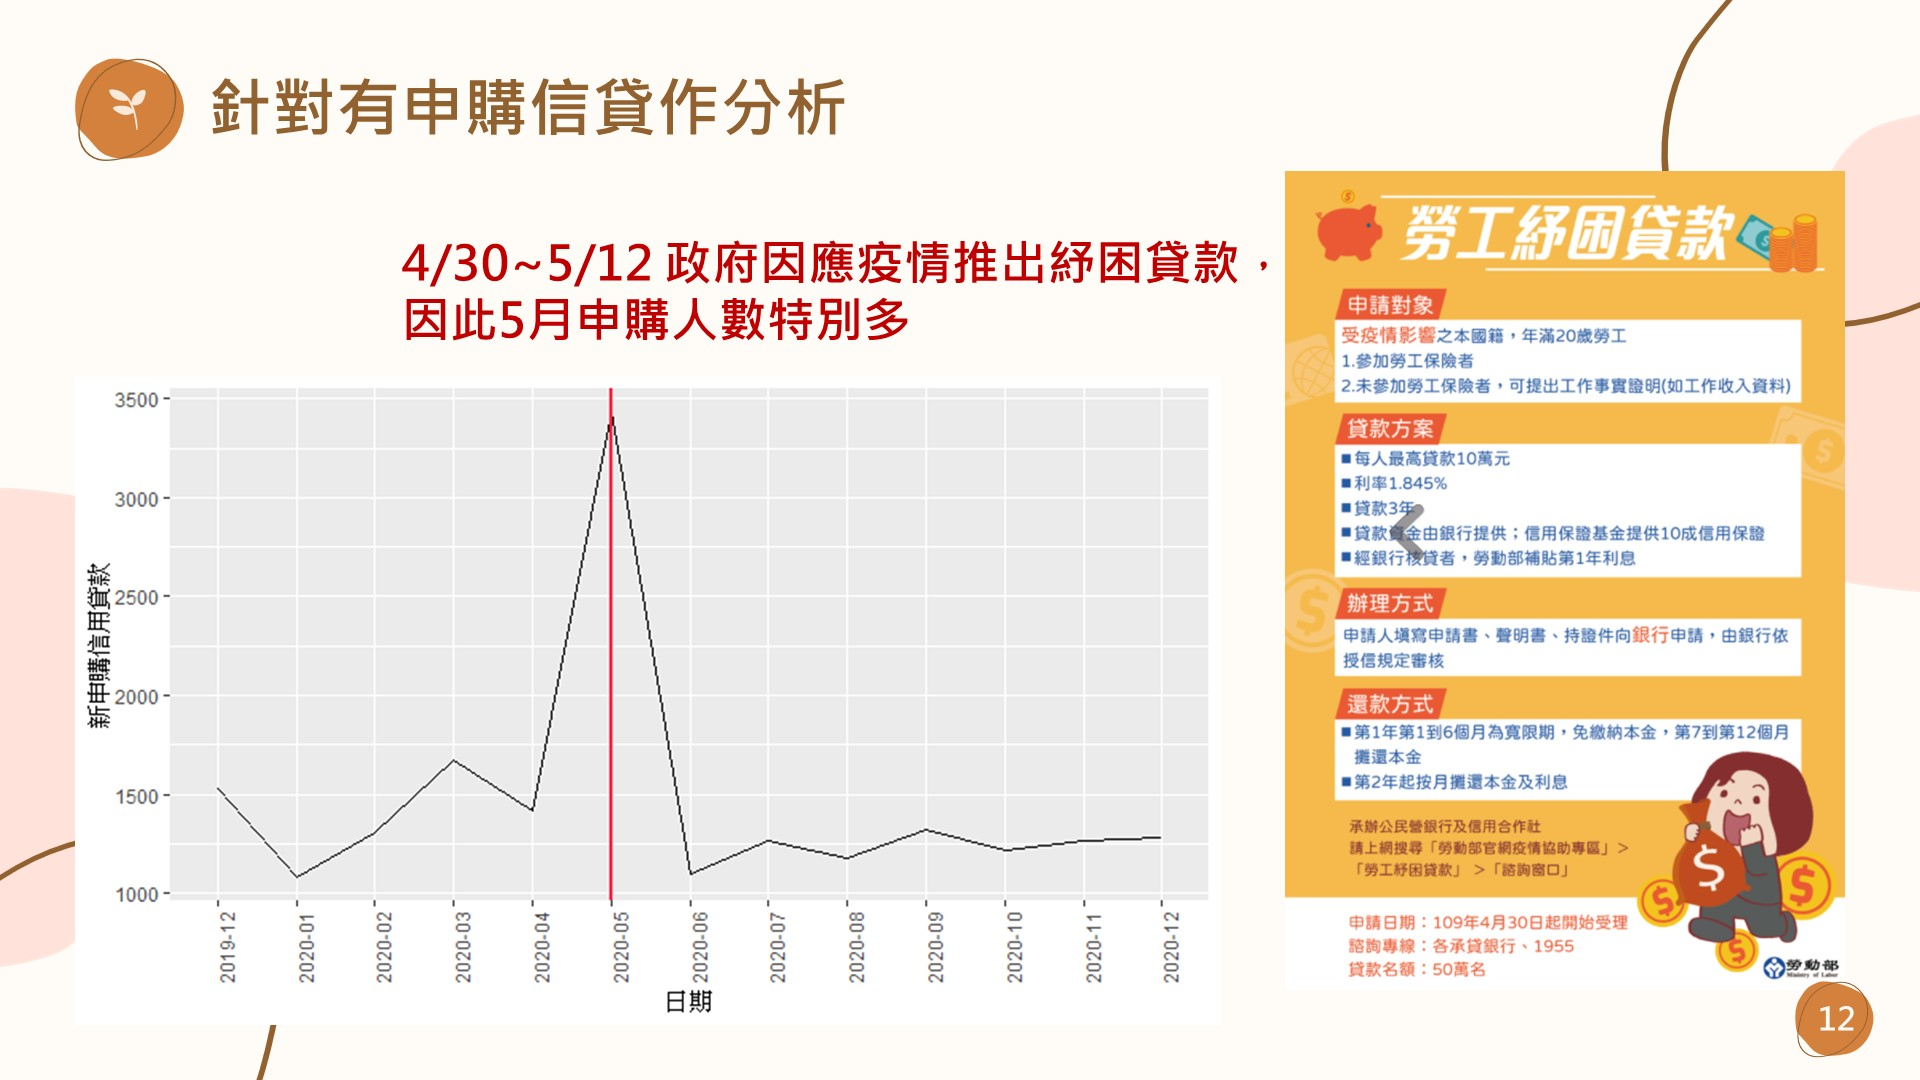 針對有申購信貸作分析
4/30~5/12 政府因應疫情推出紓困貸款，
因此5月申購人數特別多
新申購信用貸款
3500
3000
2500
2000
1500
1000
2019-12
2020-01
2020-02
2020-03
2020-04
2020-05
2020-06
2020-07
2020-08
2020-09
2020-10
2020-11
2020-12
日期
勞工紓困貸款
申請對象
受疫情影響之本國籍，年滿20歲勞工
1.參加勞工保險者
2.未參加勞工保險者，可提出工作事實證明(如工作收入資料)
貸款方案
■每人最高貸款10萬元
■利率1.845%
■貸款3年
■貸款資金由銀行提供；信用保證基金提供10成信用保證
■經銀行核貸者，勞動部補貼第1年利息
辦理方式
申請人填寫申請書、聲明書、持證件向銀行申請，由銀行依
授信規定審核
還款方式
■第1年第1到6個月為寬限期，免繳納本金，第7到第12個月
攤還本金
■第2年起按月攤還本金及利息
承辦公民營銀行及信用合作社
請上網搜尋「勞動部官網疫情協助專區」>
「勞工紓困貸款」>「諮詢窗口」
申請日期：109年4月30日起開始受理
諮詢專線：各承貸銀行、1955
貸款名額：50萬名
勞動部
Ministry of Labor
12